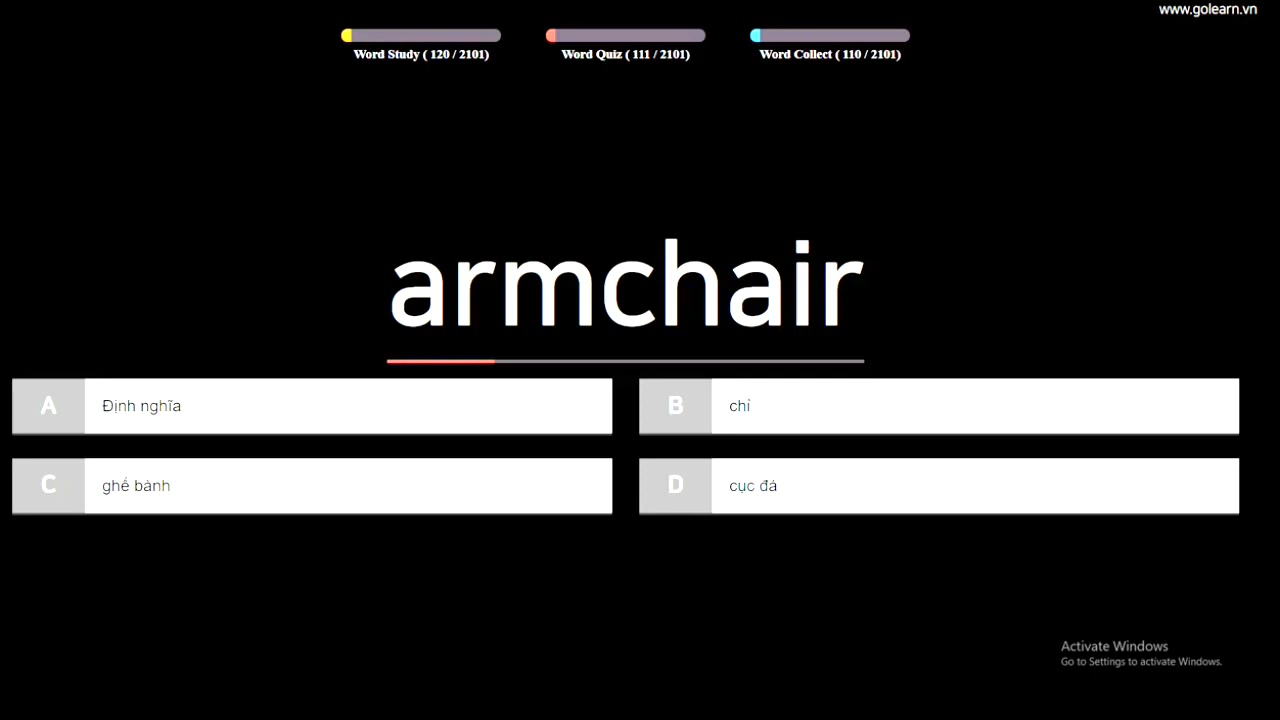 www.golearn.vn
Word Study ( 120 / 2101)
Word Quiz ( 111 / 2101)
Word Collect ( 110 / 2101)
armchair
A Định nghĩa
B chỉ
C ghế bành
D cục đá
Activate Windows
Go to Settings to activate Windows.